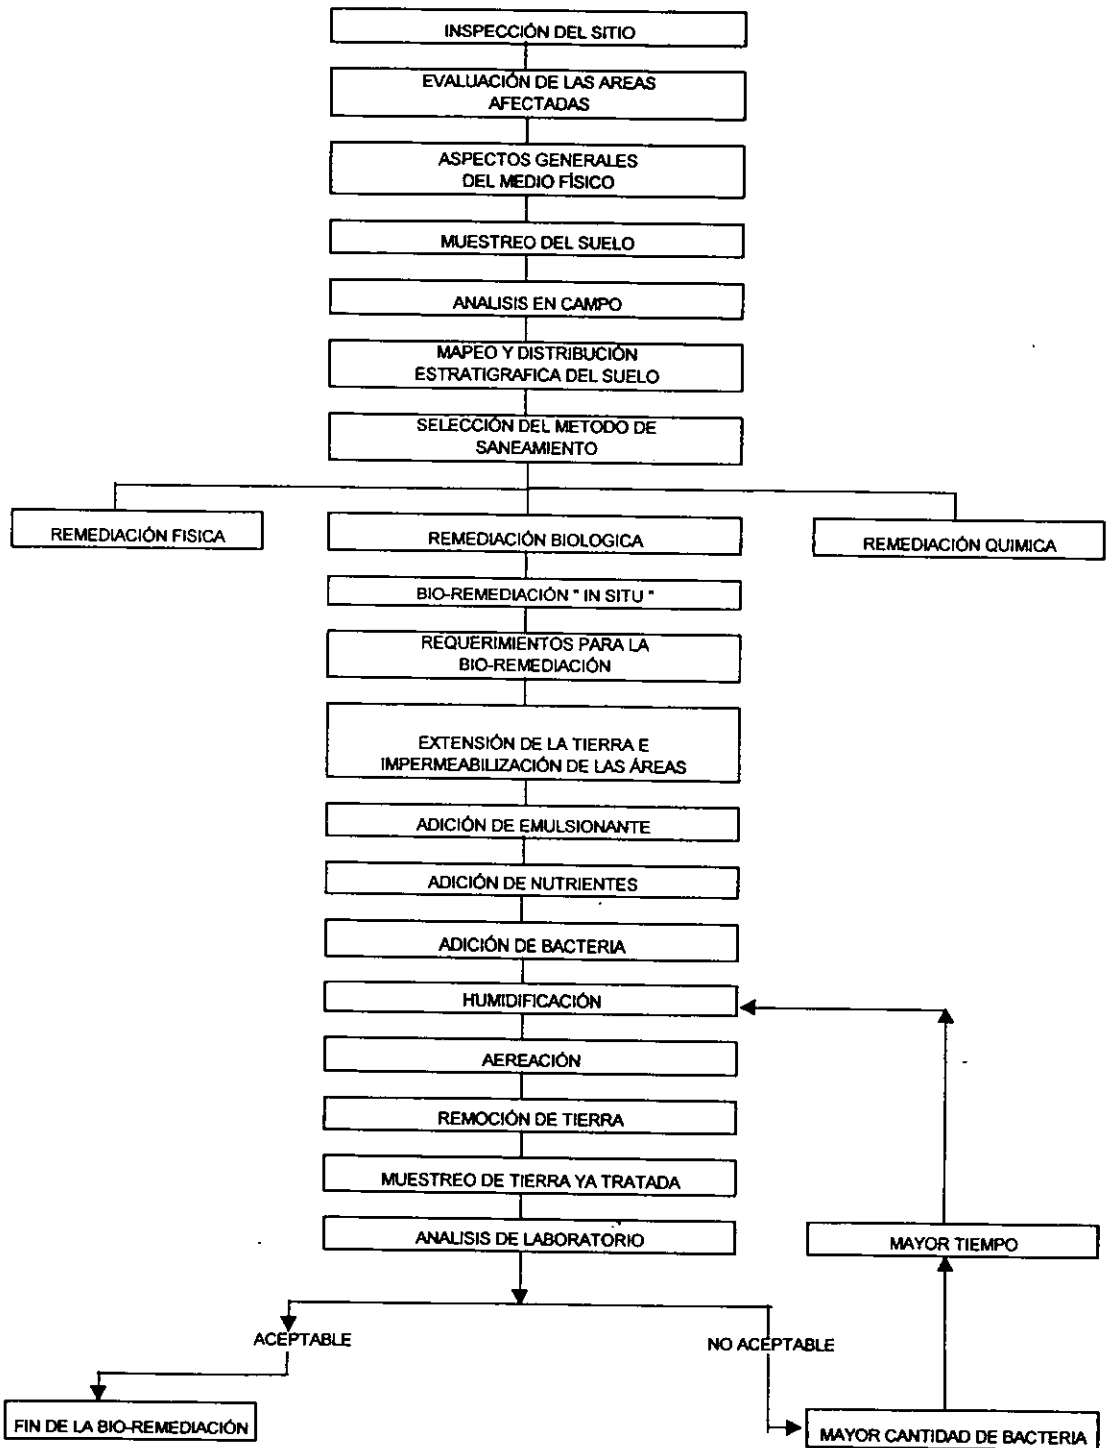 INSPECCIÓN DEL SITIO
EVALUACIÓN DE LAS AREAS
AFECTADAS
ASPECTOS GENERALES
DEL MEDIO FÍSICO
MUESTREO DEL SUELO
ANALISIS EN CAMPO
MAPEO Y DISTRIBUCIÓN
ESTRATIGRAFICA DEL SUELO
SELECCIÓN DEL METODO DE
SANEAMIENTO
REMEDIACIÓN FISICA
REMEDIACIÓN BIOLOGICA
REMEDIACIÓN QUIMICA
BIO-REMEDIACIÓN " IN SITU "
REQUERIMIENTOS PARA LA
BIO-REMEDIACIÓN
EXTENSIÓN DE LA TIERRA E
IMPERMEABILIZACIÓN DE LAS ÁREAS
ADICIÓN DE EMULSIONANTE
ADICIÓN DE NUTRIENTES
ADICIÓN DE BACTERIA
HUMIDIFICACIÓN
AEREACIÓN
REMOCIÓN DE TIERRA
MUESTREO DE TIERRA YA TRATADA
ANALISIS DE LABORATORIO
MAYOR TIEMPO
ACEPTABLE
NO ACEPTABLE
FIN DE LA BIO-REMEDIACIÓN
MAYOR CANTIDAD DE BACTERIA